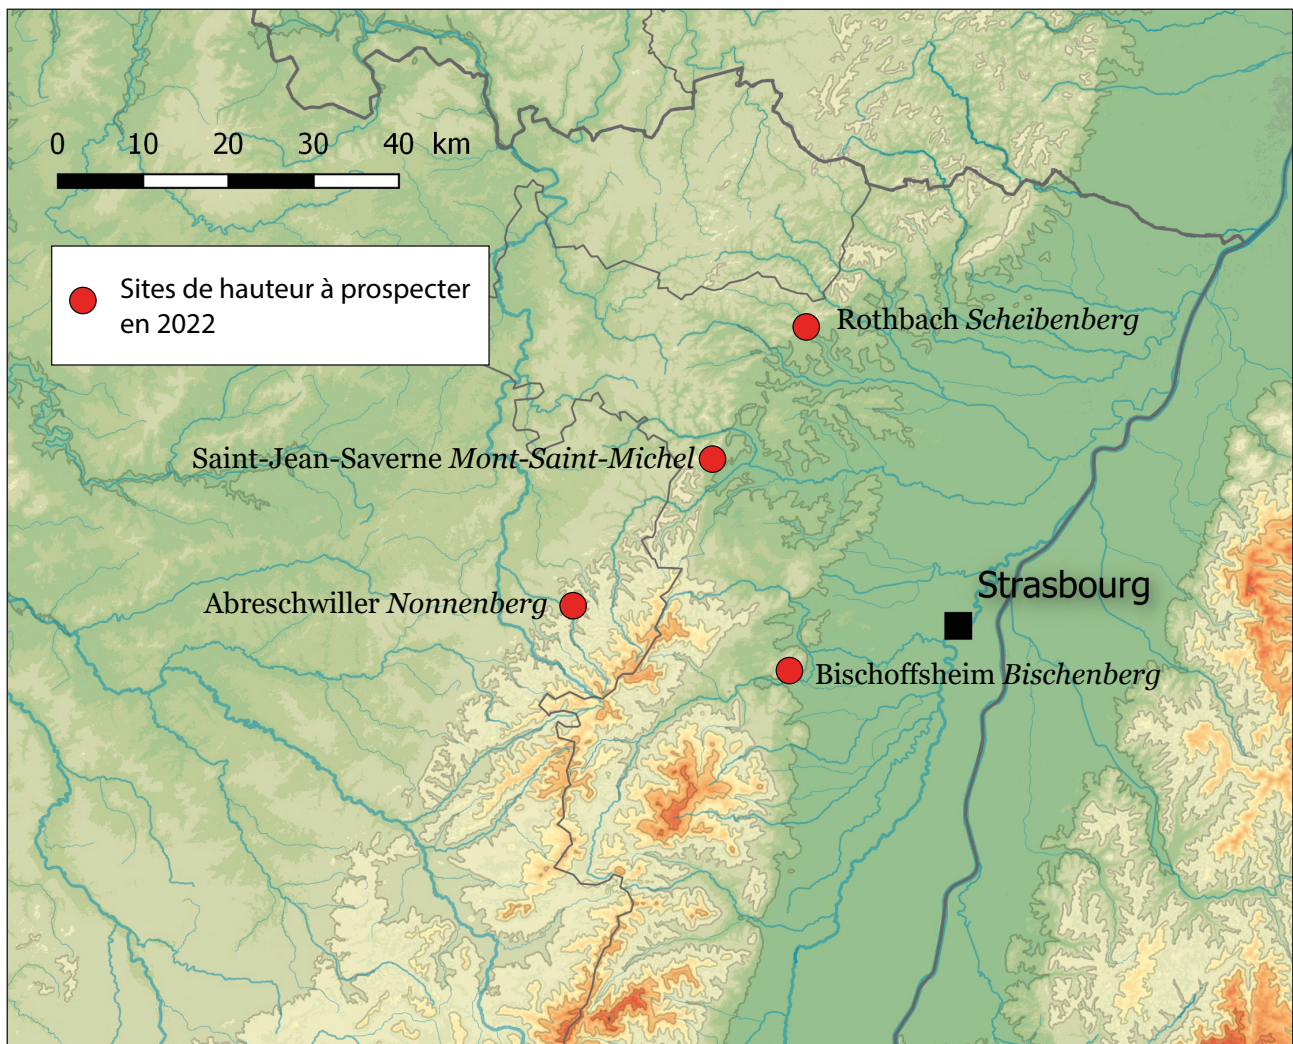 0 10 20 30 40 km
Sites de hauteur à prospecter
en 2022
Rothbach Scheibenberg
Saint-Jean-Saverne Mont-Saint-Michel
Strasbourg
Abreschwiller Nonnenberg
Bischoffsheim Bischenberg